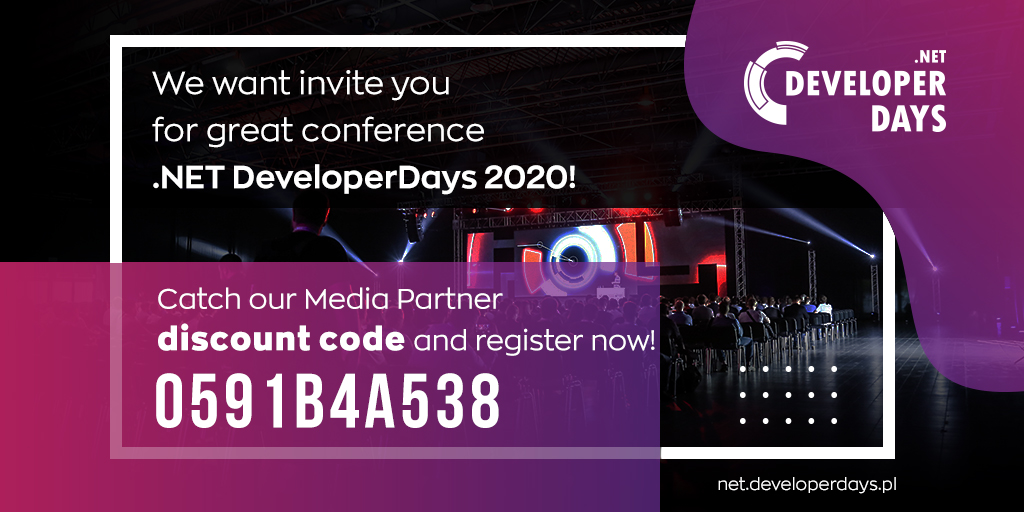 We want invite you
for great conference
.NET DeveloperDays 2020!
.NET
DEVELOPER
DAYS
Catch our Media Partner
discount code and register now!
0591B4A538
net.developerdays.pl